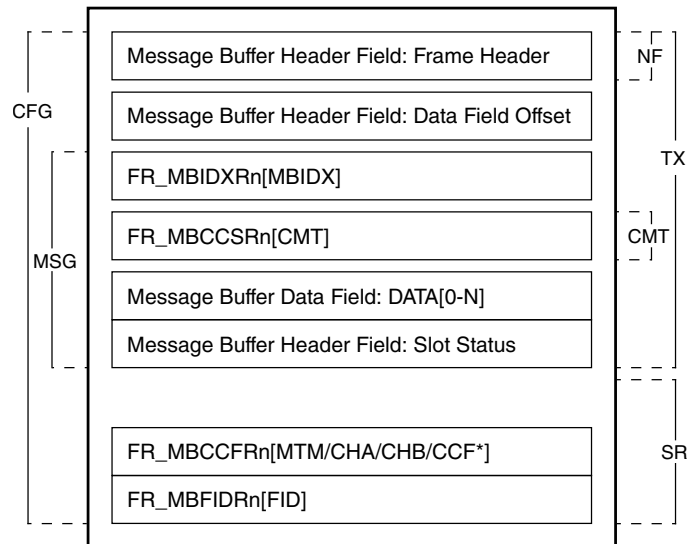 Message Buffer Header Field: Frame Header
NF
CFG
Message Buffer Header Field: Data Field Offset
TX
FR_MBIDXRn[MBIDX]
FR_MBCCSRn[CMT]
CMT
MSG
Message Buffer Data Field: DATA[0-N]
Message Buffer Header Field: Slot Status
FR_MBCCFRn[MTM/CHA/CHB/CCF*]
SR
FR_MBFIDRn[FID]